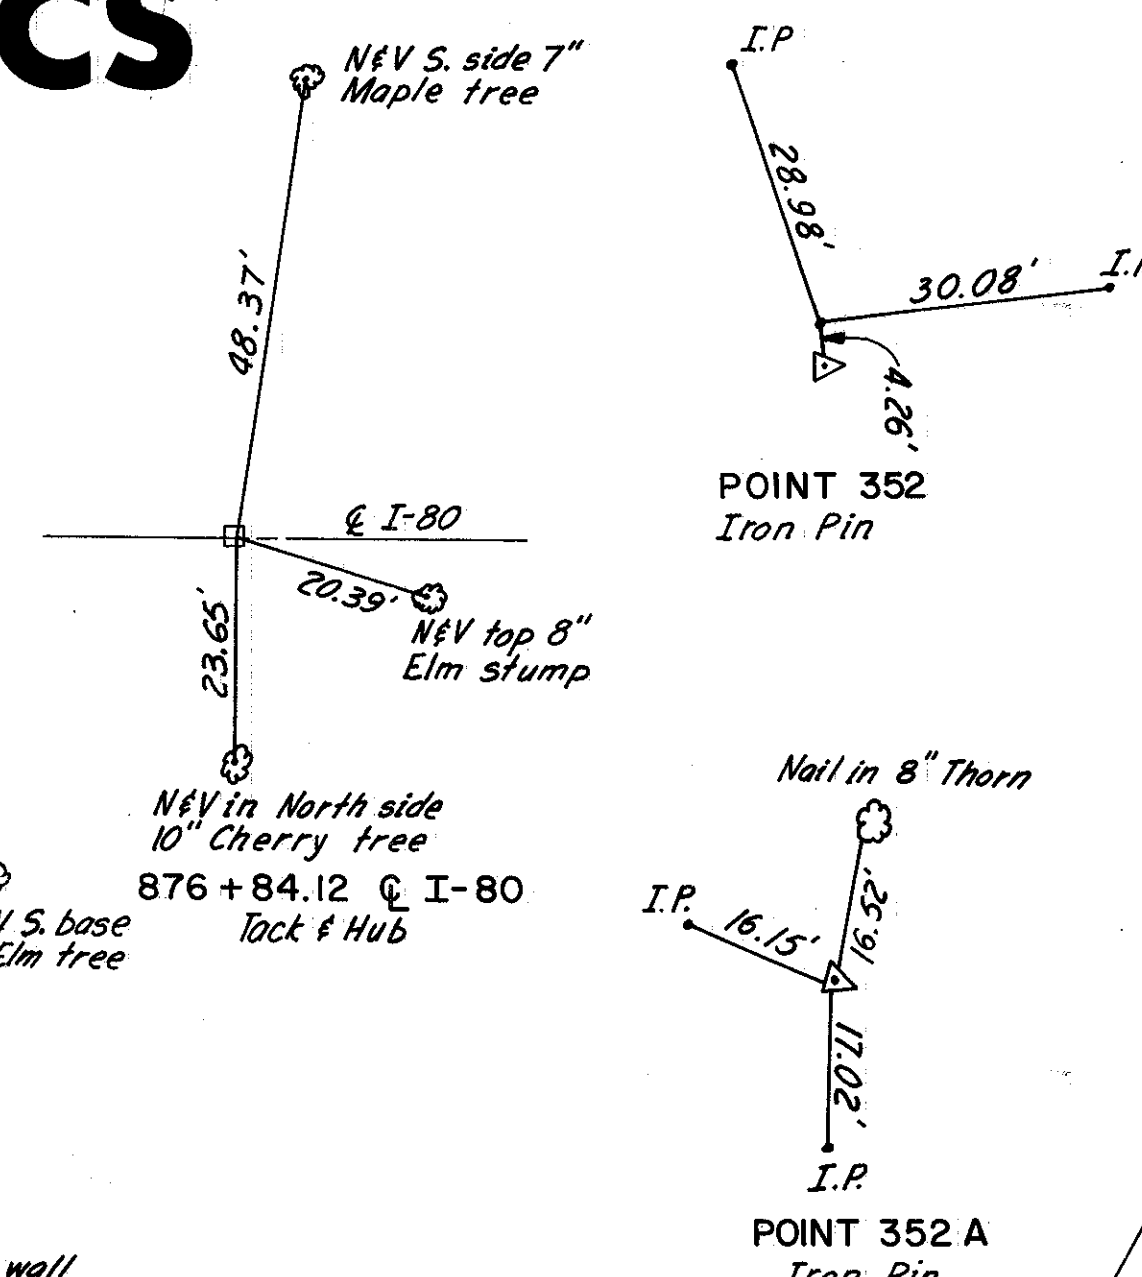 CS
N&V S. side 7"
Maple tree
48.37'
℄ I-80
20.39'
N&V top 8"
Elm stump
23.65'
N&V in North side
10" Cherry tree
876 + 84.12 ℄ I-80
Tack & Hub
S. base
Elm tree
wall
I.P
28.98'
30.08'
4.26'
POINT 352
Iron Pin
Nail in 8" Thorn
I.P.
16.15'
16.52'
17.02'
I.P.
POINT 352 A
Iron Pin